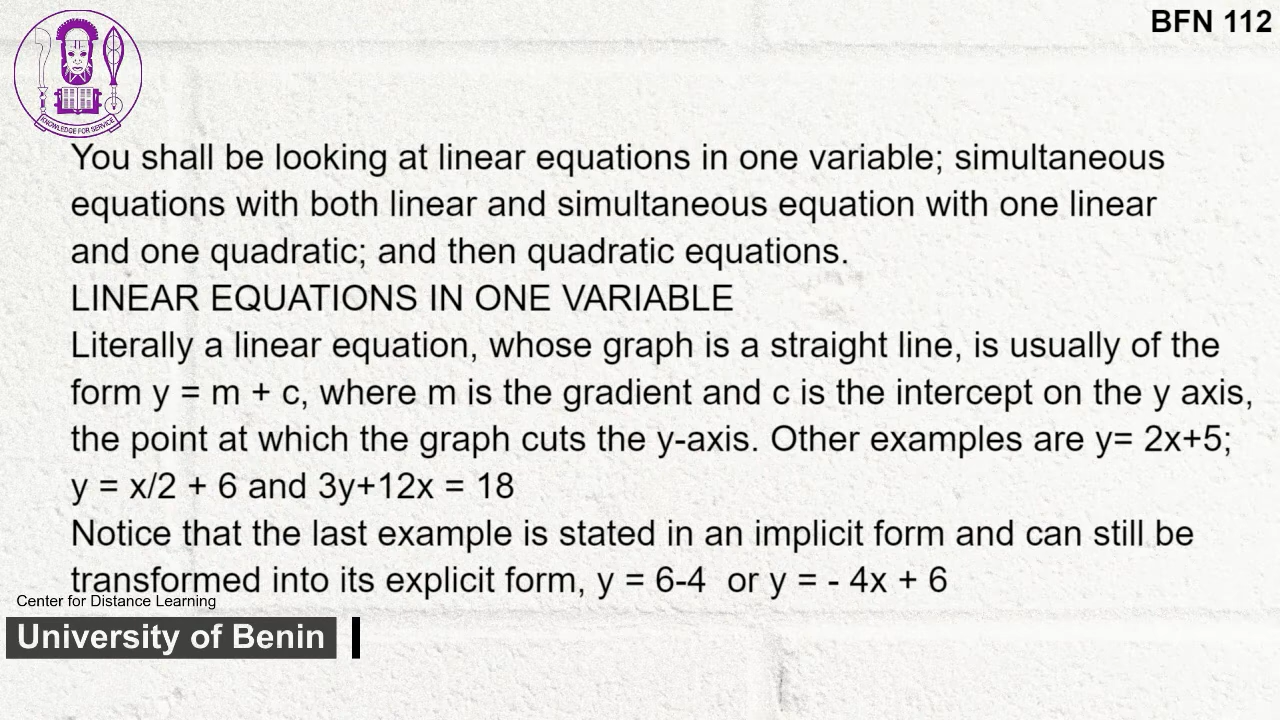 BFN 112
KNOWLEDGE FOR SERVICE
You shall be looking at linear equations in one variable; simultaneous
equations with both linear and simultaneous equation with one linear
and one quadratic; and then quadratic equations.
LINEAR EQUATIONS IN ONE VARIABLE
Literally a linear equation, whose graph is a straight line, is usually of the
form y = m + c, where m is the gradient and c is the intercept on the y axis,
the point at which the graph cuts the y-axis. Other examples are y= 2x+5;
y = x/2 + 6 and 3y+12x = 18
Notice that the last example is stated in an implicit form and can still be
transformed into its explicit form, y = 6-4  or y = - 4x + 6
Center for Distance Learning
University of Benin